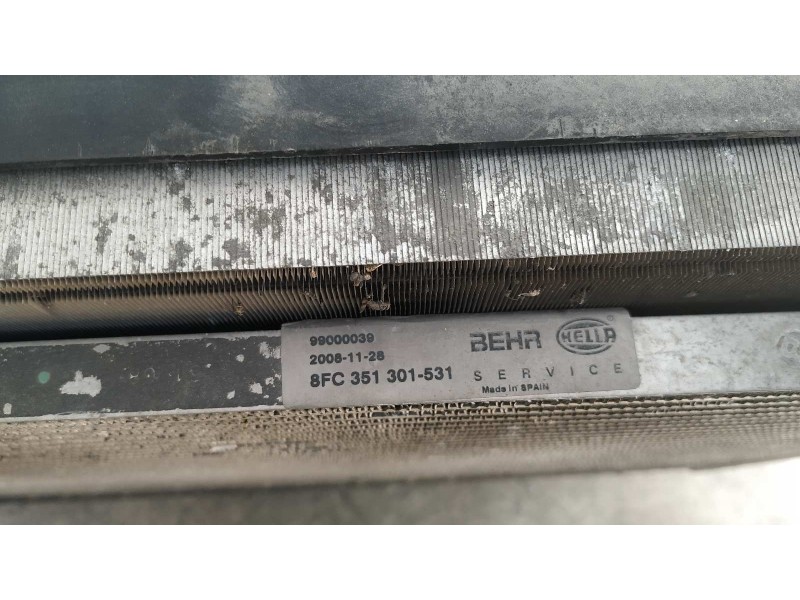 99000039
2008-11-28
8FC 351 301-531
BEHR HELLA
SERVICE
Made in SPAIN